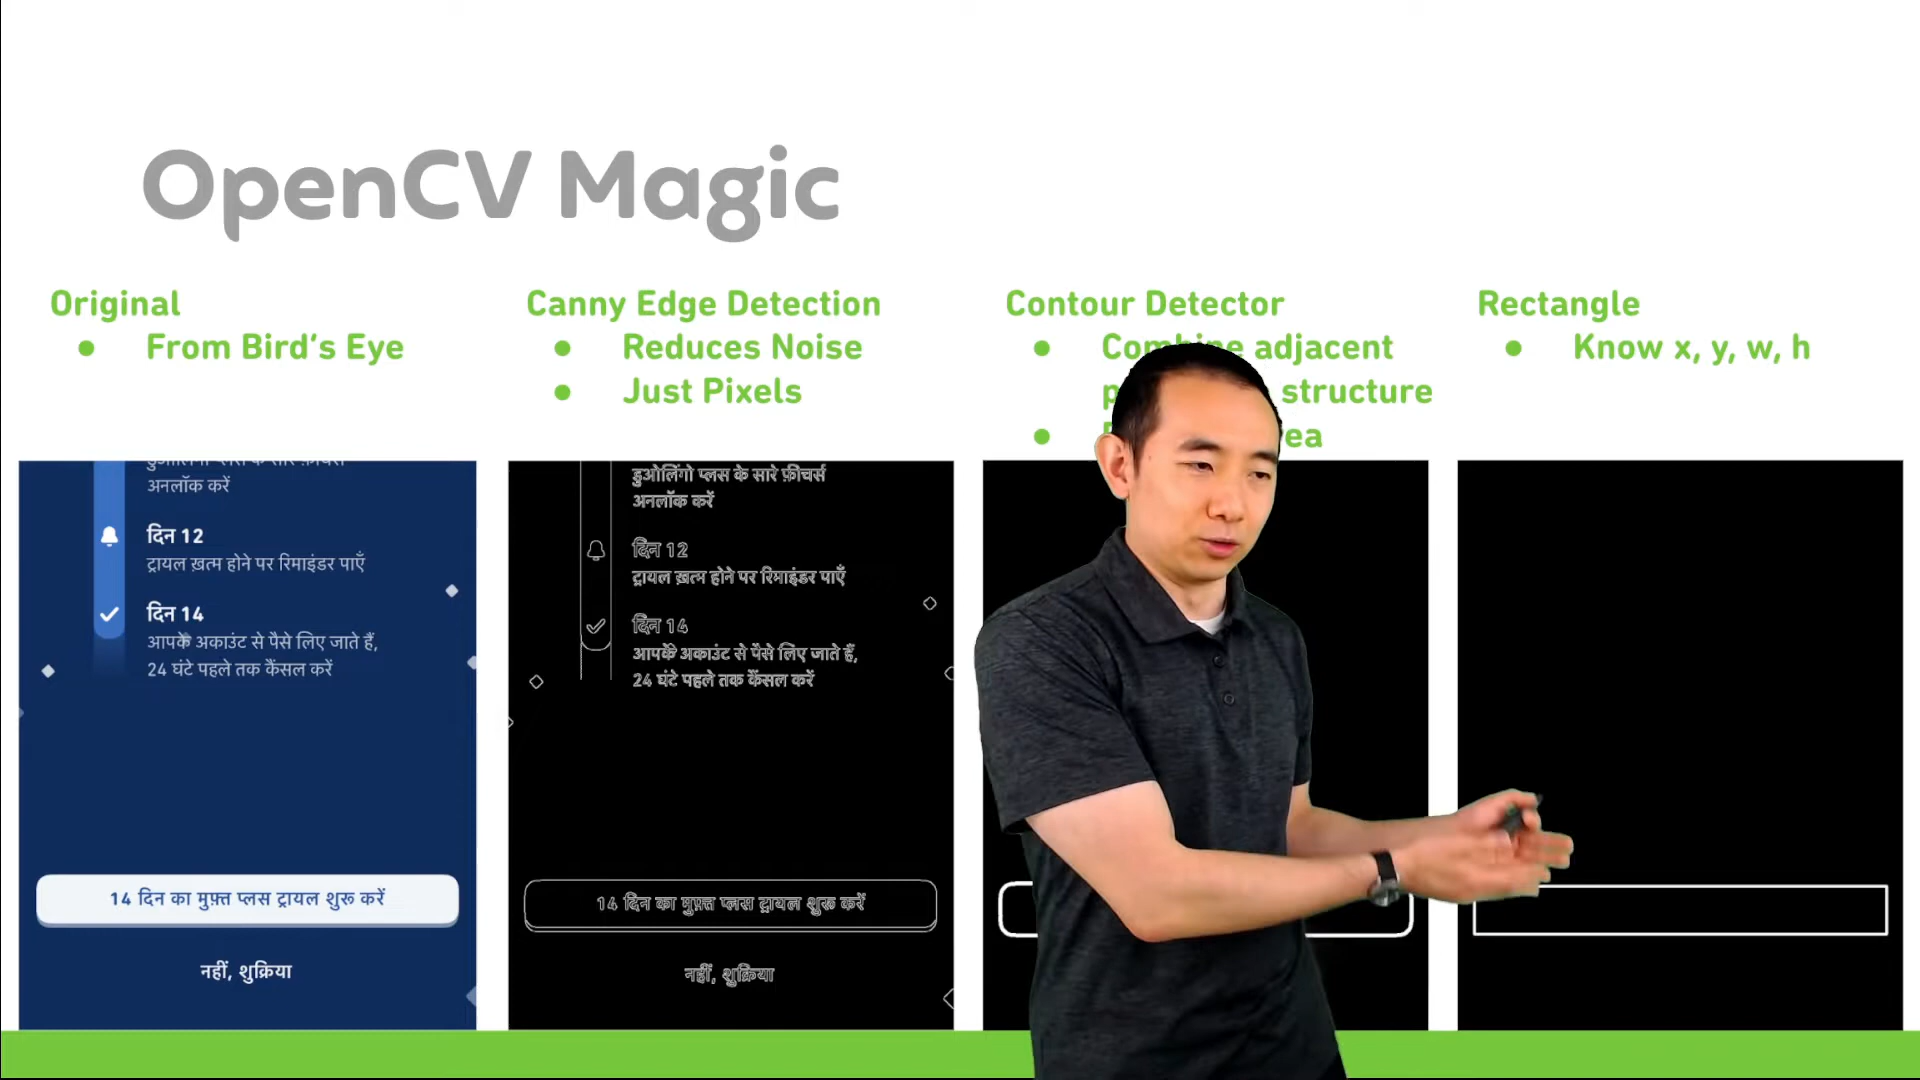 OpenCV Magic
Original
● From Bird's Eye
Canny Edge Detection
● Reduces Noise
● Just Pixels
Contour Detector
● Combine adjacent
structure
●
Rectangle
● Know x, y, w, h
अनलॉक करें
दिन 12
ट्रायल ख़त्म होने पर रिमाइंडर पाएँ
दिन 14
आपके अकाउंट से पैसे लिए जाते हैं,
24 घंटे पहले तक कैंसल करें
14 दिन का मुफ़्त प्लस ट्रायल शुरू करें
नहीं, शुक्रिया
डुओलिंगो प्लस के सारे फ़ीचर्स
अनलॉक करें
दिन 12
ट्रायल ख़त्म होने पर रिमाइंडर पाएँ
दिन 14
आपके अकाउंट से पैसे लिए जाते हैं,
24 घंटे पहले तक कैंसल करें
14 दिन का मुफ़्त प्लस ट्रायल शुरू करें
नहीं, शुक्रिया